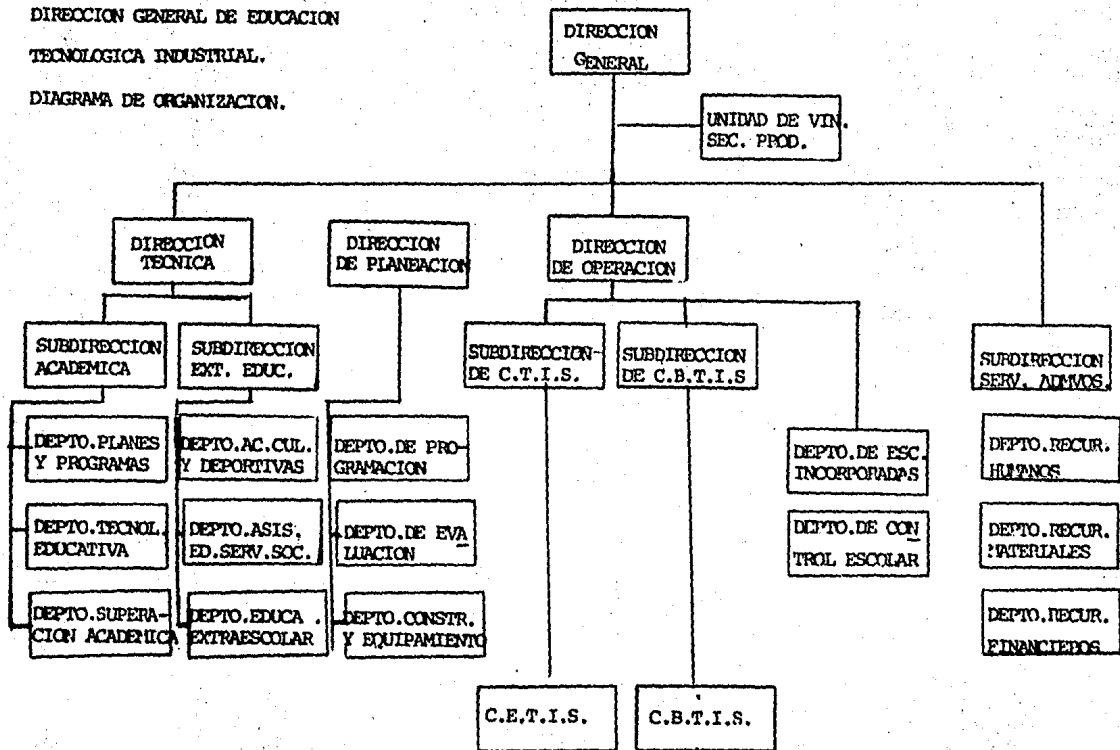 DIRECCION GENERAL DE EDUCACION
TECNOLOGICA INDUSTRIAL.
DIAGRAMA DE ORGANIZACION.
DIRECCION
GENERAL
UNIDAD DE VIN.
SEC. PROD.
DIRECCION
TECNICA
DIRECCION
DE PLANEACION
DIRECCION
DE OPERACION
SUBDIRECCION
ACADEMICA
SUBDIRECCION
EXT. EDUC.
SUBDIRECCION
DE C.T.I.S.
SUBDIRECCION
DE C.B.T.I.S
SUBDIRECCION
SERV. ADMVOS.
DEPTO.PLANES
Y PROGRAMAS
DEPTO.AC.CUL.
Y DEPORTIVAS
DEPTO.DE PRO-
GRAMACION
DEPTO.DE ESC.
INCORPORADAS
DEPTO.RECUR.
HUMANOS
DEPTO.TECNOL.
EDUCATIVA
DEPTO.ASIS.
ED.SERV.SOC.
DEPTO.DE EVA
LUACION
DEPTO.DE CON
TROL ESCOLAR
DEPTO.RECUR.
MATERIALES
DEPTO.SUPERA-
CION ACADEMICA
DEPTO.EDUCA.
EXTRAESCOLAR
DEPTO.CONSTR.
Y EQUIPAMIENTO
DEPTO.RECUR.
FINANCIEROS
C.E.T.I.S.
C.B.T.I.S.